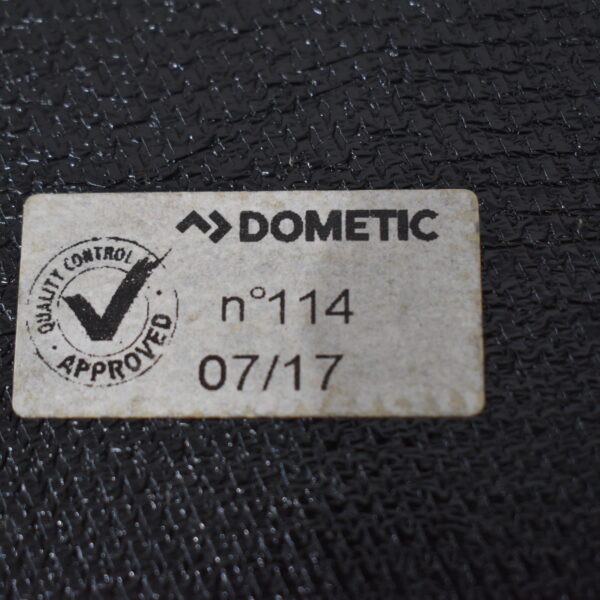 DOMETIC
QUALITY CONTROL
APPROVED
n°114
07/17